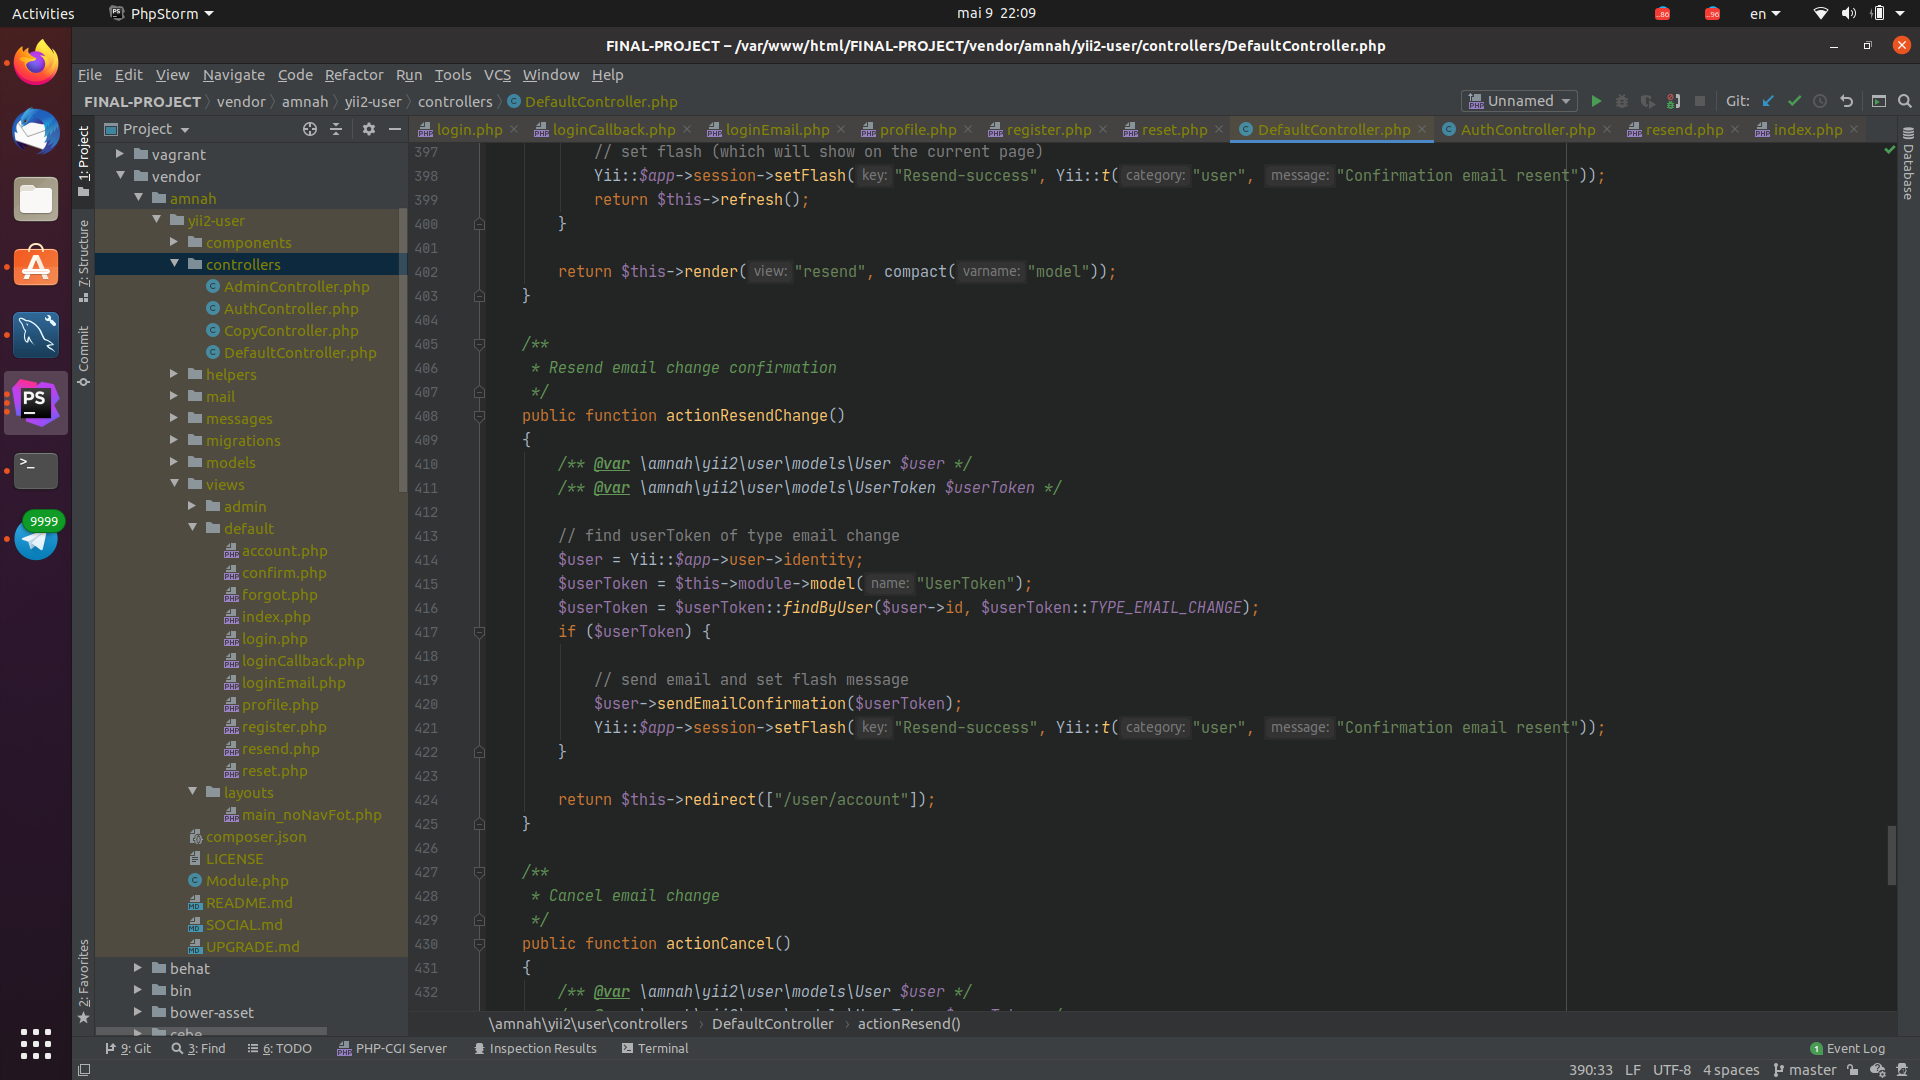 Activities
PhpStorm
mai 9 22:09
en
FINAL-PROJECT – /var/www/html/FINAL-PROJECT/vendor/amnah/yii2-user/controllers/DefaultController.php
File Edit View Navigate Code Refactor Run Tools VCS Window Help
FINAL-PROJECT vendor amnah yii2-user controllers DefaultController.php
Unnamed
Git:
Project
login.php loginCallback.php loginEmail.php profile.php register.php reset.php DefaultController.php AuthController.php resend.php index.php
1: Project
7: Structure
Commit
2: Favorites
Database
vagrant
vendor
amnah
yii2-user
components
controllers
AdminController.php
AuthController.php
CopyController.php
DefaultController.php
helpers
mail
messages
migrations
models
views
admin
default
account.php
confirm.php
forgot.php
index.php
login.php
loginCallback.php
loginEmail.php
profile.php
register.php
resend.php
reset.php
layouts
main_noNavFot.php
composer.json
LICENSE
Module.php
README.md
SOCIAL.md
UPGRADE.md
behat
bin
bower-asset
9999
397 // set flash (which will show on the current page)
398 Yii::$app->session->setFlash( key: "Resend-success", Yii::t( category: "user", message: "Confirmation email resent"));
399 return $this->refresh();
400 }
401
402 return $this->render( view: "resend", compact( varname: "model"));
403 }
404
405 /**
406 * Resend email change confirmation
407 */
408 public function actionResendChange()
409 {
410 /** @var \amnah\yii2\user\models\User $user */
411 /** @var \amnah\yii2\user\models\UserToken $userToken */
412
413 // find userToken of type email change
414 $user = Yii::$app->user->identity;
415 $userToken = $this->module->model( name: "UserToken");
416 $userToken = $userToken::findByUser($user->id, $userToken::TYPE_EMAIL_CHANGE);
417 if ($userToken) {
418
419 // send email and set flash message
420 $user->sendEmailConfirmation($userToken);
421 Yii::$app->session->setFlash( key: "Resend-success", Yii::t( category: "user", message: "Confirmation email resent"));
422 }
423
424 return $this->redirect(["/user/account"]);
425 }
426
427 /**
428 * Cancel email change
429 */
430 public function actionCancel()
431 {
432 /** @var \amnah\yii2\user\models\User $user */
\amnah\yii2\user\controllers › DefaultController › actionResend()
9: Git 3: Find 6: TODO PHP-CGI Server Inspection Results Terminal
1 Event Log
390:33 LF UTF-8 4 spaces master